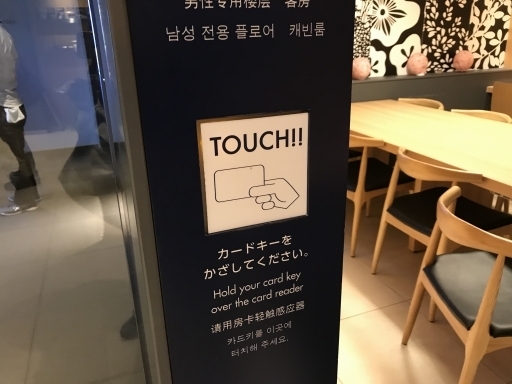 男性专用楼层 客房
남성 전용 플로어 캐빈룸
TOUCH!!
カードキーを
かざしてください。
Hold your card key
over the card reader
请用房卡轻触感应器
카드키를 이곳에
터치해 주세요.